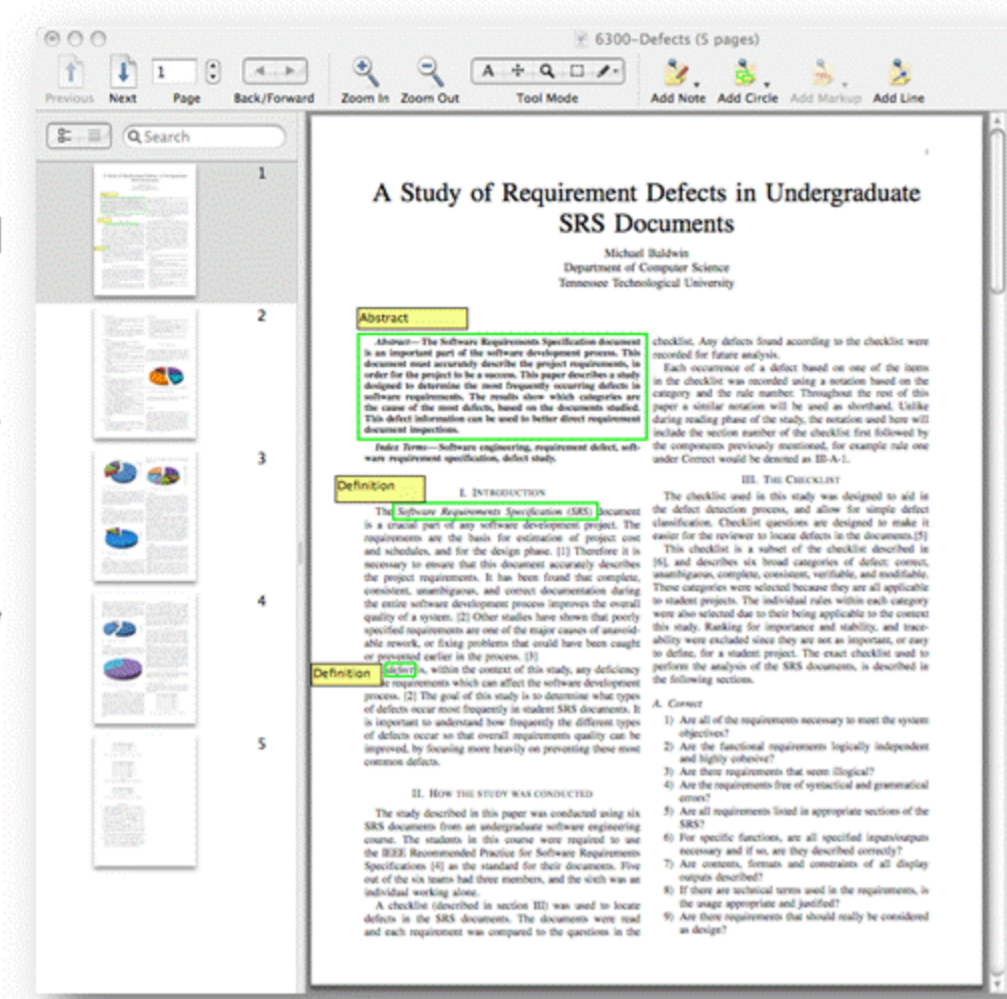 6300-Defects (5 pages)
1
Previous
Next
Page
Back/Forward
Zoom In
Zoom Out
A
Tool Mode
Add Note
Add Circle
Add Markup
Add Line
Search
1
2
3
4
5
1
A Study of Requirement Defects in Undergraduate
SRS Documents
Michael Baldwin
Department of Computer Science
Tennessee Technological University
Abstract
Abstract—The Software Requirements Specification document
is an important part of the software development process. This
document must accurately describe the project requirements, in
order for the project to be a success. This paper describes a study
designed to determine the most frequently occurring defects in
software requirements. The results show which categories are
the cause of the most defects, based on the documents studied.
This defect information can be used to better direct requirement
document inspections.
Index Terms—Software engineering, requirement defect, soft-
ware requirement specification, defect study.
Definition
I. INTRODUCTION
The Software Requirements Specification (SRS) document
is a crucial part of any software development project. The
requirements are the basis for estimation of project cost
and schedules, and for the design phase. [1] Therefore it is
necessary to ensure that this document accurately describes
the project requirements. It has been found that complete,
consistent, unambiguous, and correct documentation during
the entire software development process improves the overall
quality of a system. [2] Other studies have shown that poorly
specified requirements are one of the major causes of unavoid-
able rework, or fixing problems that could have been caught
or prevented earlier in the process. [3]
Definition
defect is, within the context of this study, any deficiency
requirements which can affect the software development
process. [2] The goal of this study is to determine what types
of defects occur most frequently in student SRS documents. It
is important to understand how frequently the different types
of defects occur so that overall requirements quality can be
improved, by focusing more heavily on preventing these most
common defects.
II. HOW THE STUDY WAS CONDUCTED
The study described in this paper was conducted using six
SRS documents from an undergraduate software engineering
course. The students in this course were required to use
the IEEE Recommended Practice for Software Requirements
Specifications [4] as the standard for their documents. Five
out of the six teams had three members, and the sixth was an
individual working alone.
A checklist (described in section III) was used to locate
defects in the SRS documents. The documents were read
and each requirement was compared to the questions in the
checklist. Any defects found according to the checklist were
recorded for future analysis.
Each occurrence of a defect based on one of the items
in the checklist was recorded using a notation based on the
category and the rule number. Throughout the rest of this
paper a similar notation will be used as shorthand. Unlike
during reading phase of the study, the notation used here will
include the section number of the checklist first followed by
the components previously mentioned, for example rule one
under Correct would be denoted as III-A-1.
III. THE CHECKLIST
The checklist used in this study was designed to aid in
the defect detection process, and allow for simple defect
classification. Checklist questions are designed to make it
easier for the reviewer to locate defects in the documents.[5]
This checklist is a subset of the checklist described in
[6], and describes six broad categories of defect; correct,
unambiguous, complete, consistent, verifiable, and modifiable.
These categories were selected because they are all applicable
to student projects. The individual rules within each category
were also selected due to their being applicable to the context
this study. Ranking for importance and stability, and trace-
ability were excluded since they are not as important, or easy
to define, for a student project. The exact checklist used to
perform the analysis of the SRS documents, is described in
the following sections.
A. Correct
1) Are all of the requirements necessary to meet the system
objectives?
2) Are the functional requirements logically independent
and highly cohesive?
3) Are there requirements that seem illogical?
4) Are the requirements free of syntactical and grammatical
errors?
5) Are all requirements listed in appropriate sections of the
SRS?
6) For specific functions, are all specified inputs/outputs
necessary and if so, are they described correctly?
7) Are contents, formats and constraints of all display
outputs described?
8) If there are technical terms used in the requirements, is
the usage appropriate and justified?
9) Are there requirements that should really be considered
as design?